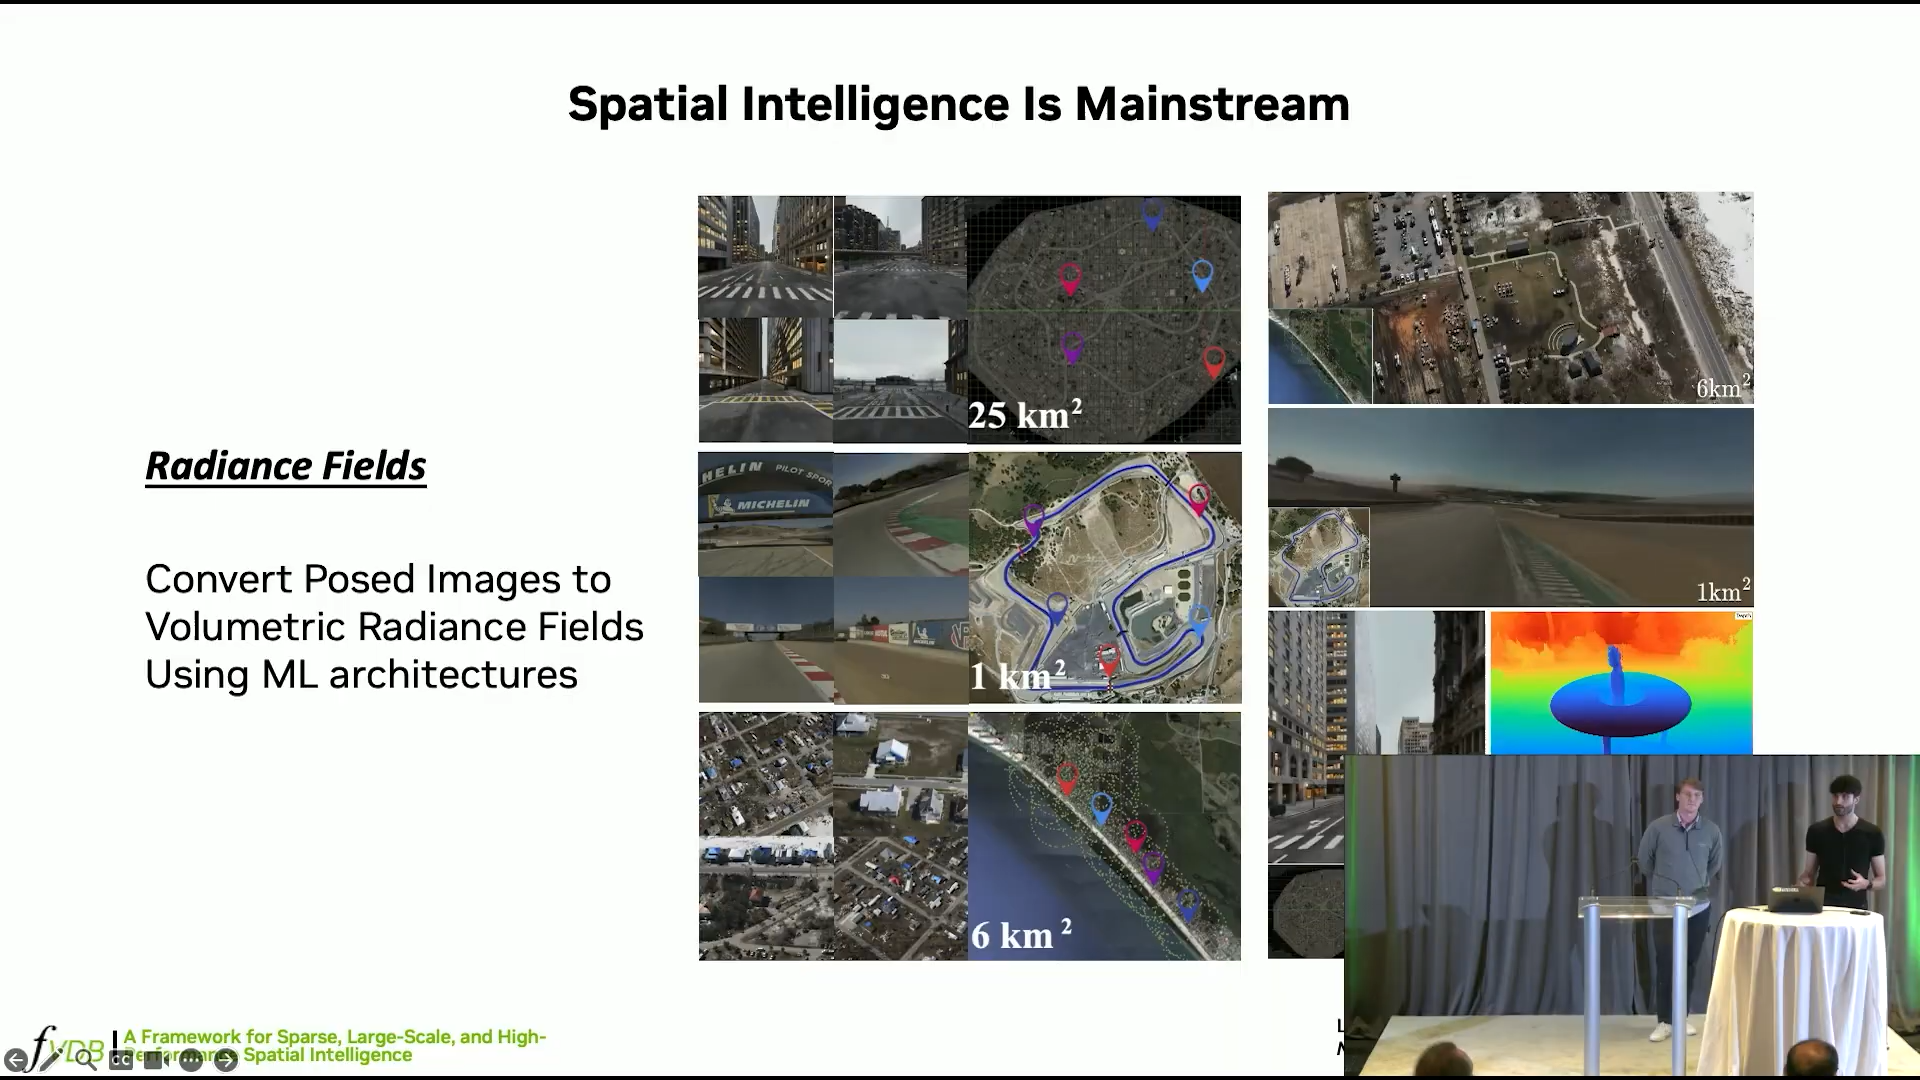 Spatial Intelligence Is Mainstream
Radiance Fields
Convert Posed Images to
Volumetric Radiance Fields
Using ML architectures
25 km²
HELIN PILOT SPOR
MICHELIN
1 km²
6 km²
6km²
1km²
fVDB
A Framework for Sparse, Large-Scale, and High-
Performance Spatial Intelligence
CC